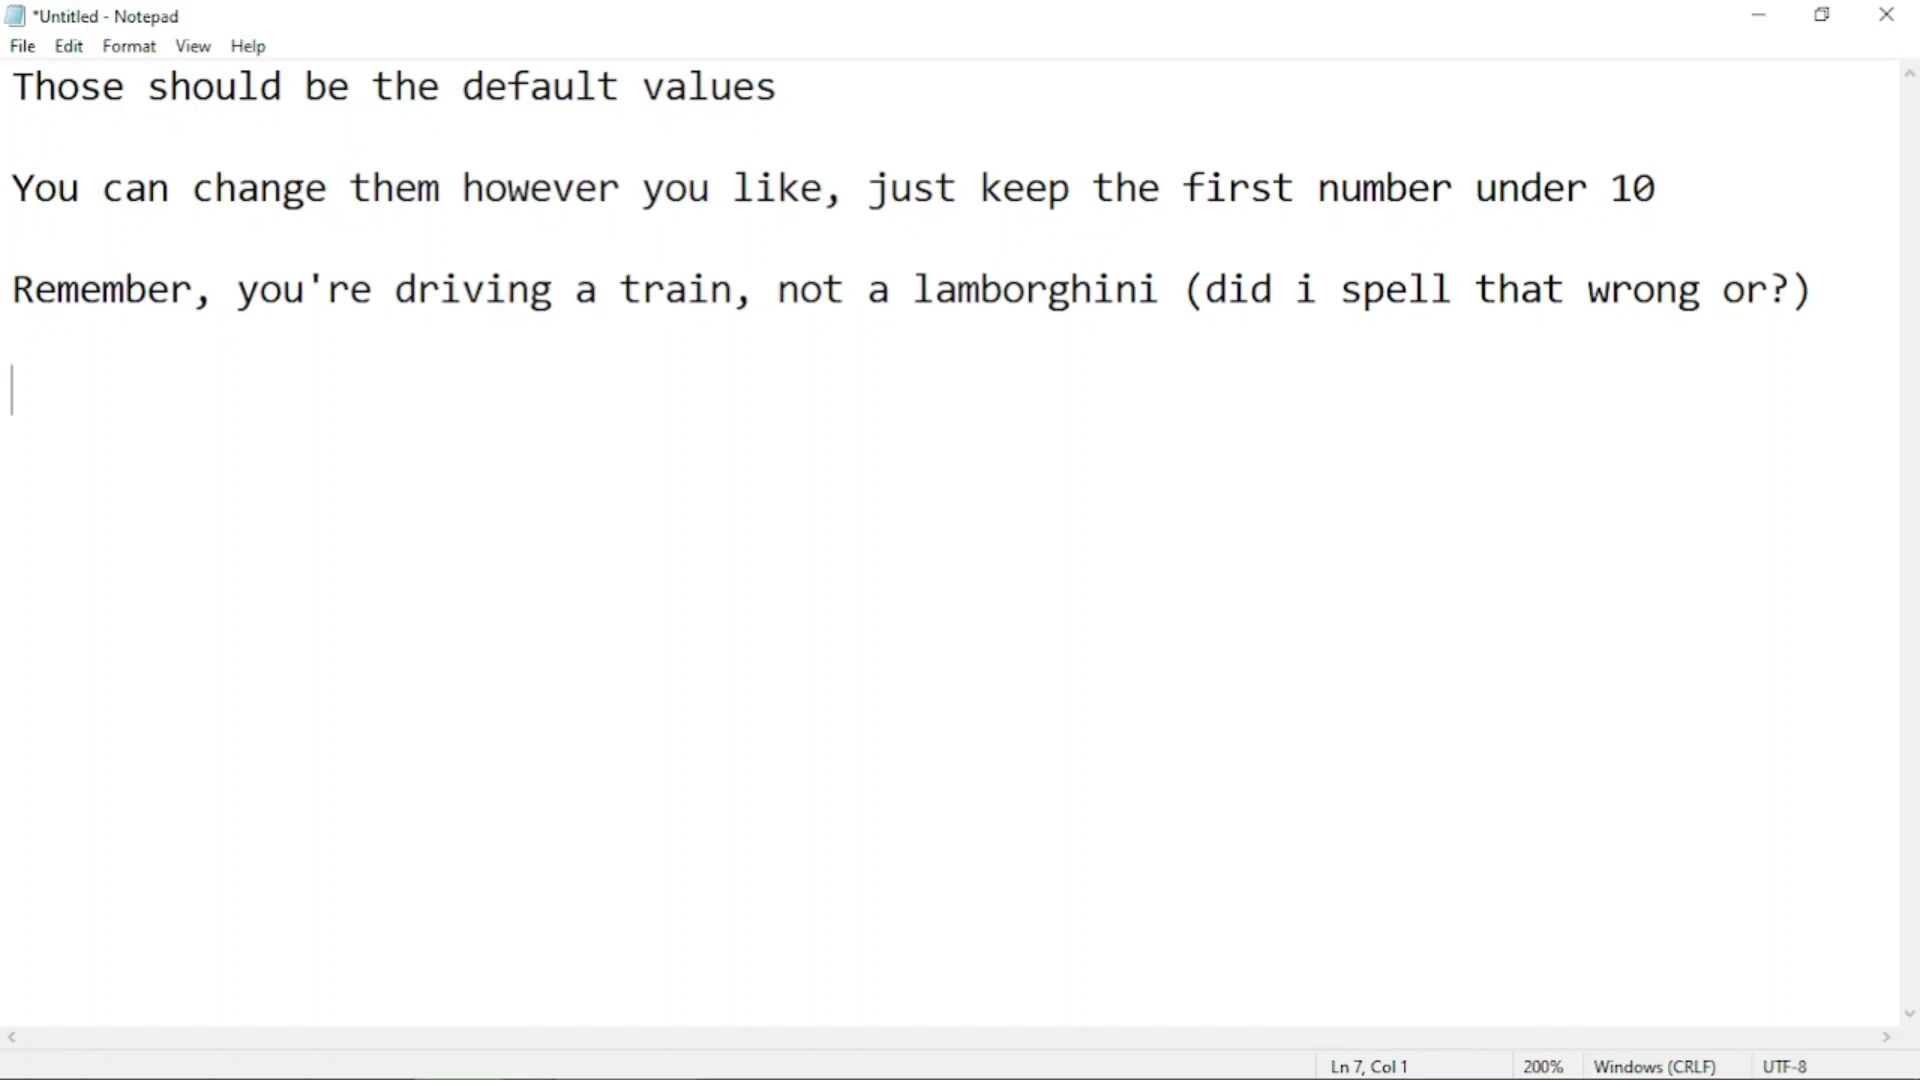 *Untitled - Notepad
File Edit Format View Help
Those should be the default values
You can change them however you like, just keep the first number under 10
Remember, you're driving a train, not a lamborghini (did i spell that wrong or?)
Ln 7, Col 1 200% Windows (CRLF) UTF-8